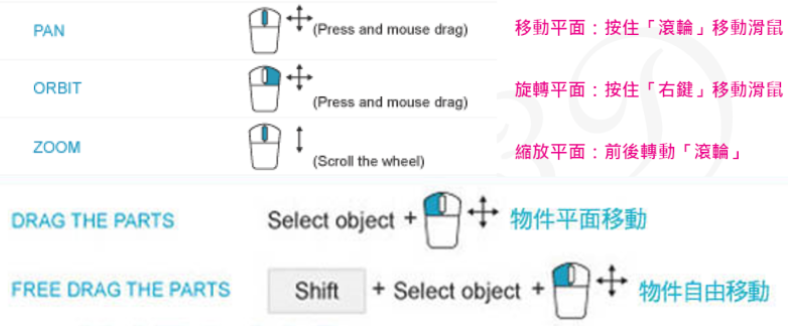 PAN (Press and mouse drag) 移動平面：按住「滾輪」移動滑鼠
ORBIT (Press and mouse drag) 旋轉平面：按住「右鍵」移動滑鼠
ZOOM (Scroll the wheel) 縮放平面：前後轉動「滾輪」
DRAG THE PARTS Select object + 物件平面移動
FREE DRAG THE PARTS Shift + Select object + 物件自由移動